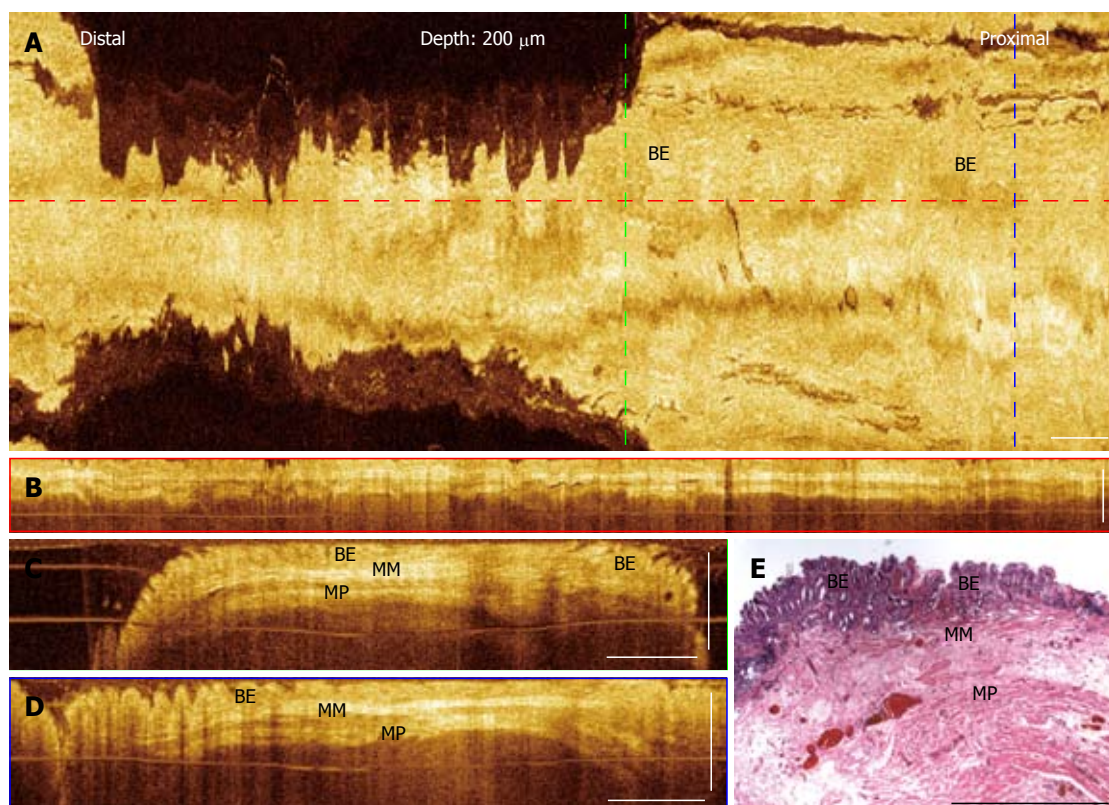 A Distal Depth: 200 μm Proximal
BE
BE
B
C BE MM BE
MP
D BE MM
MP
E BE BE
MM
MP